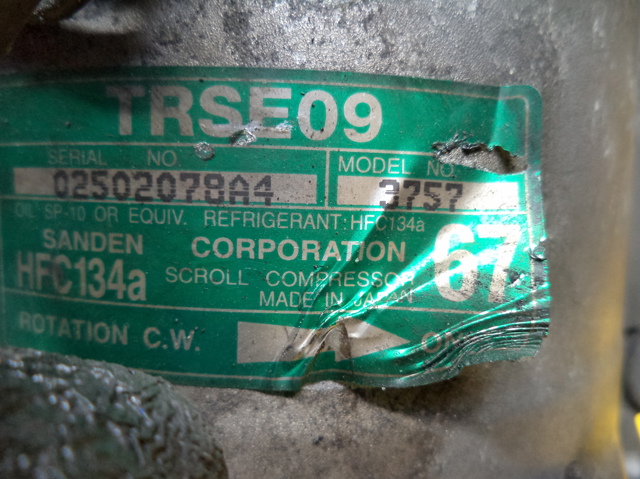 TRSE09
SERIAL NO
MODEL NO.
02502078A4
3757
OIL SP-10 OR EQUIV. REFRIGERANT:HFC134a
SANDEN CORPORATION 67
HFC134a SCROLL COMPRESSOR
MADE IN JAPAN
ROTATION C.W.